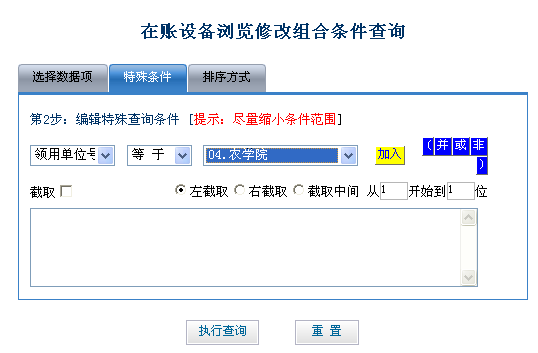 在账设备浏览修改组合条件查询
选择数据项 特殊条件 排序方式
第2步：编辑特殊查询条件 [提示：尽量缩小条件范围]
领用单位号 等 于 04.农学院 加入 ( 并 或 非
)
截取 左截取 右截取 截取中间 从 1 开始到 1 位
执行查询 重 置